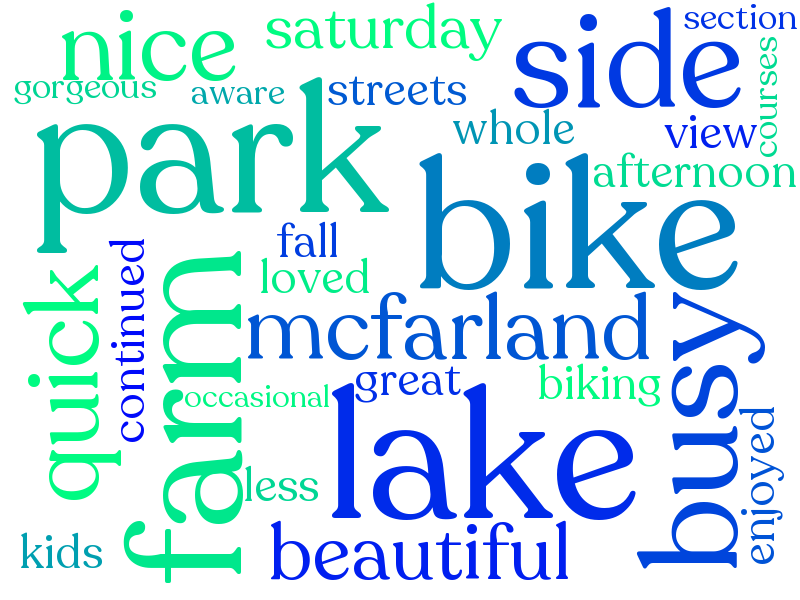 nice
saturday
section
side
gorgeous
aware
streets
courses
park
whole
view
bike
afternoon
fall
loved
quick
continued
farm
mcfarland
busy
great
biking
occasional
lake
enjoyed
less
kids
beautiful